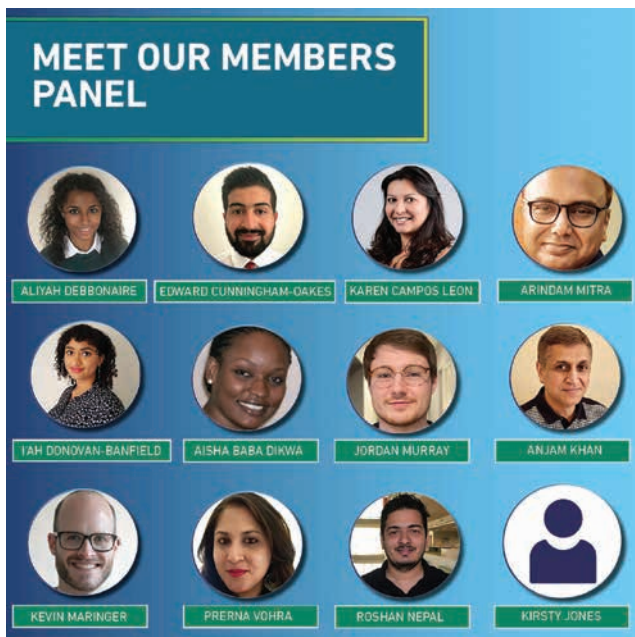 MEET OUR MEMBERS
PANEL
ALIYAH DEBBONAIRE
EDWARD CUNNINGHAM-OAKES
KAREN CAMPOS LEON
ARINDAM MITRA
I'AH DONOVAN-BANFIELD
AISHA BABA DIKWA
JORDAN MURRAY
ANJAM KHAN
KEVIN MARINGER
PRERNA VOHRA
ROSHAN NEPAL
KIRSTY JONES